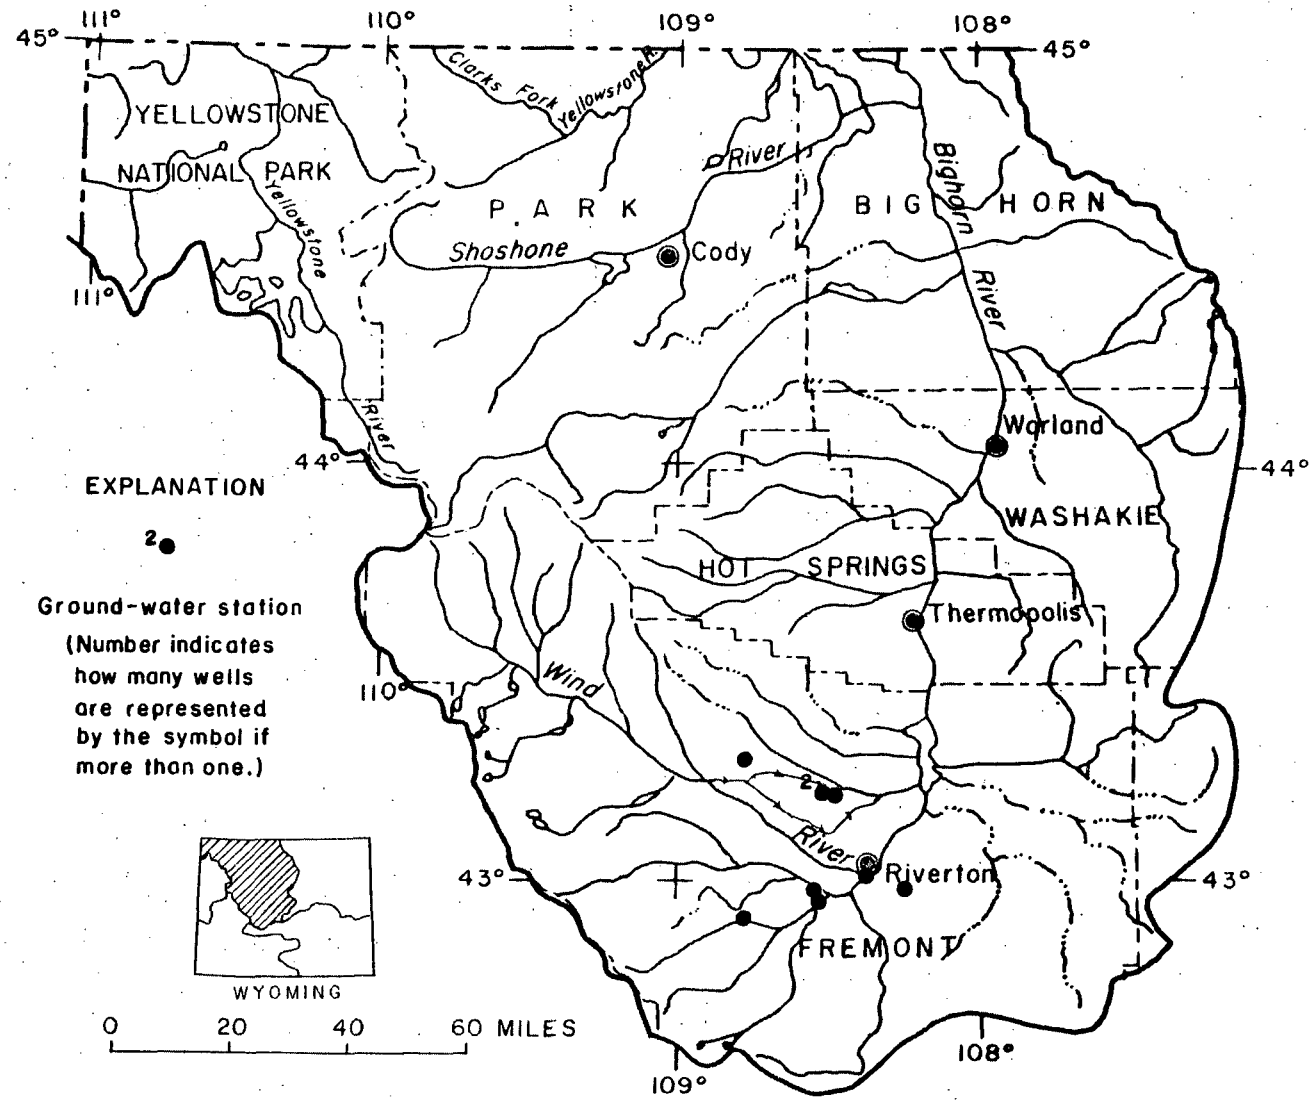 111° 110° 109° 108°
45° 45°
Clarks Fork Yellowstone R.
YELLOWSTONE
NATIONAL PARK
Yellowstone
River
River
Bighorn
River
PARK
BIG HORN
Shoshone
Cody
111°
River
Worland
44° 44°
EXPLANATION
2
WASHAKIE
HOT SPRINGS
Ground-water station
(Number indicates
how many wells
are represented
by the symbol if
more than one.)
Thermopolis
Wind
110°
2
River
Riverton
43° 43°
FREMONT
WYOMING
0 20 40 60 MILES
108°
109°